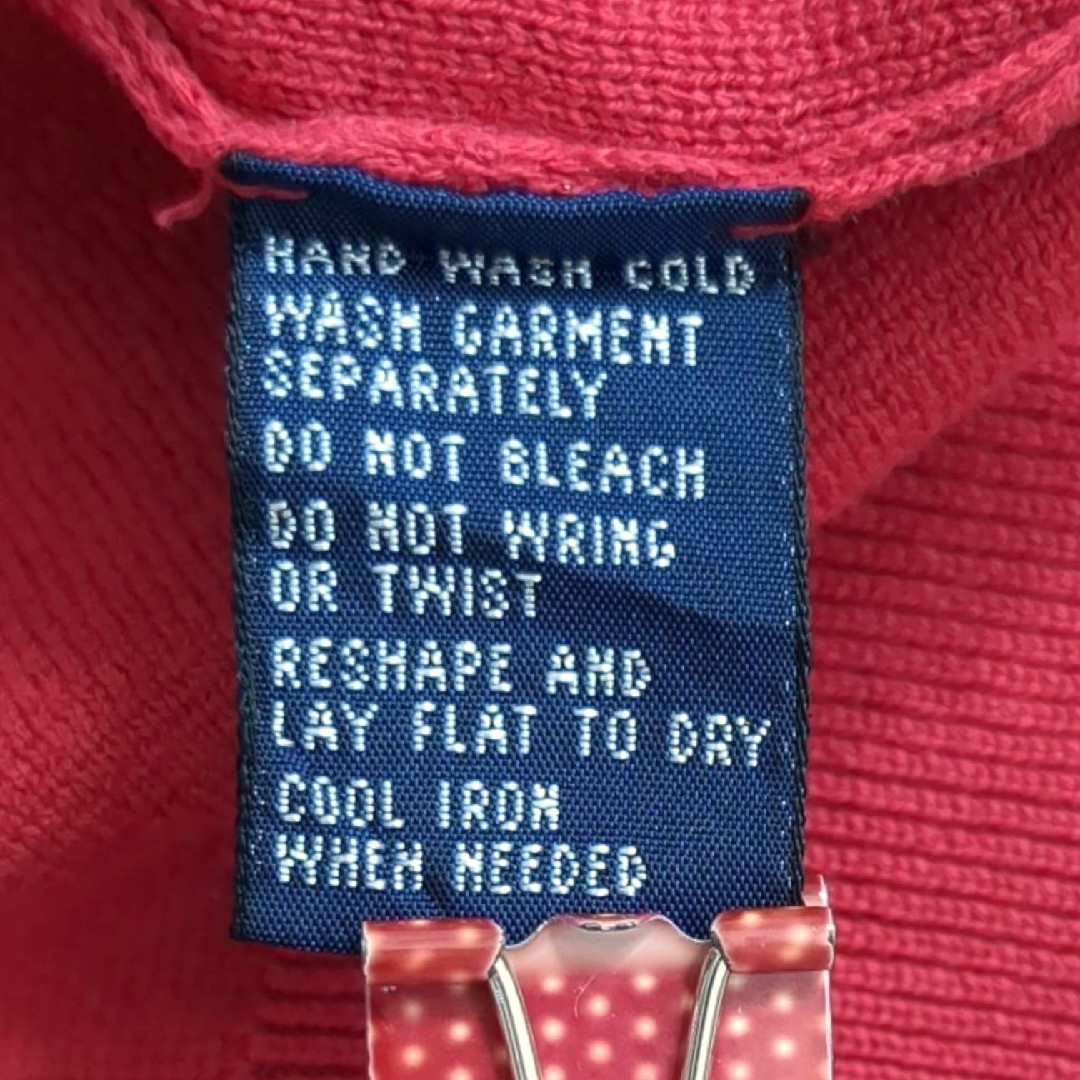 HAND WASH COLD
WASH GARMENT
SEPARATELY
DO NOT BLEACH
DO NOT WRING
OR TWIST
RESHAPE AND
LAY FLAT TO DRY
COOL IRON
WHEN NEEDED